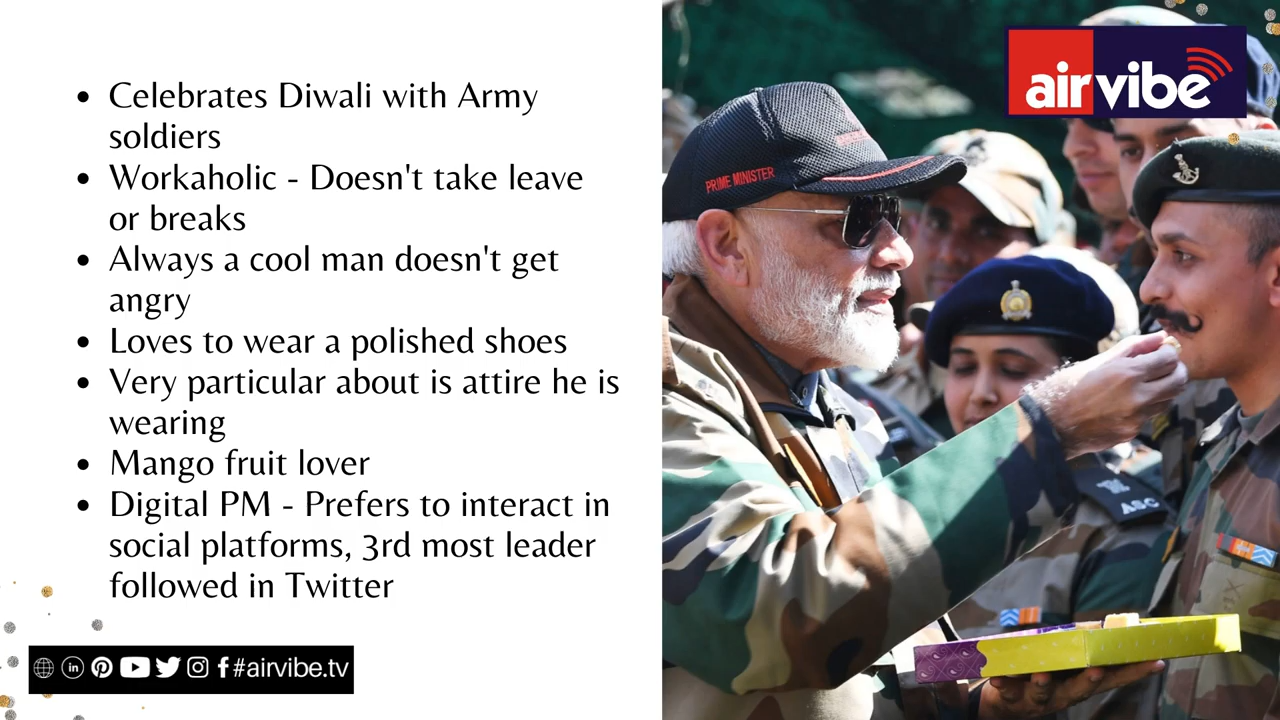 • Celebrates Diwali with Army
soldiers
• Workaholic - Doesn't take leave
or breaks
• Always a cool man doesn't get
angry
• Loves to wear a polished shoes
• Very particular about is attire he is
wearing
• Mango fruit lover
• Digital PM - Prefers to interact in
social platforms, 3rd most leader
followed in Twitter
#airvibe.tv
airvibe
PRIME MINISTER
ASC